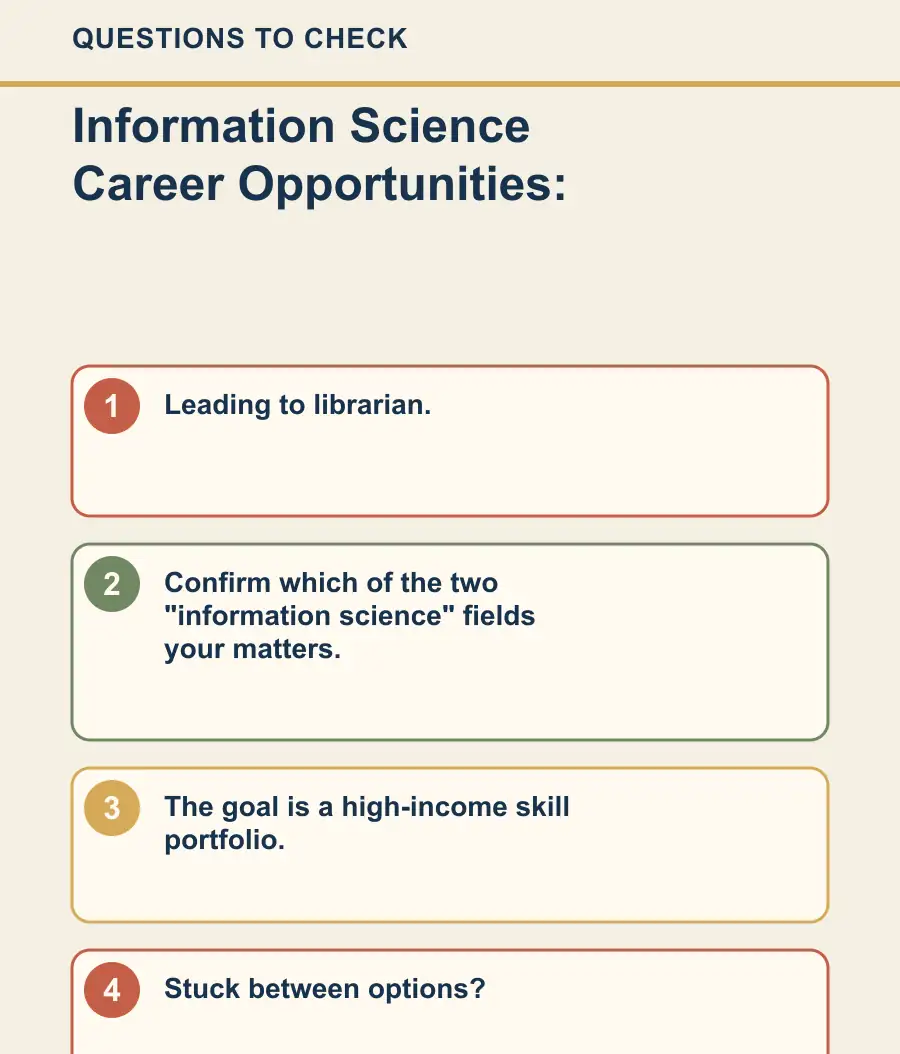 QUESTIONS TO CHECK
Information Science
Career Opportunities:
1
Leading to librarian.
2
Confirm which of the two
"information science" fields
your matters.
3
The goal is a high-income skill
portfolio.
4
Stuck between options?